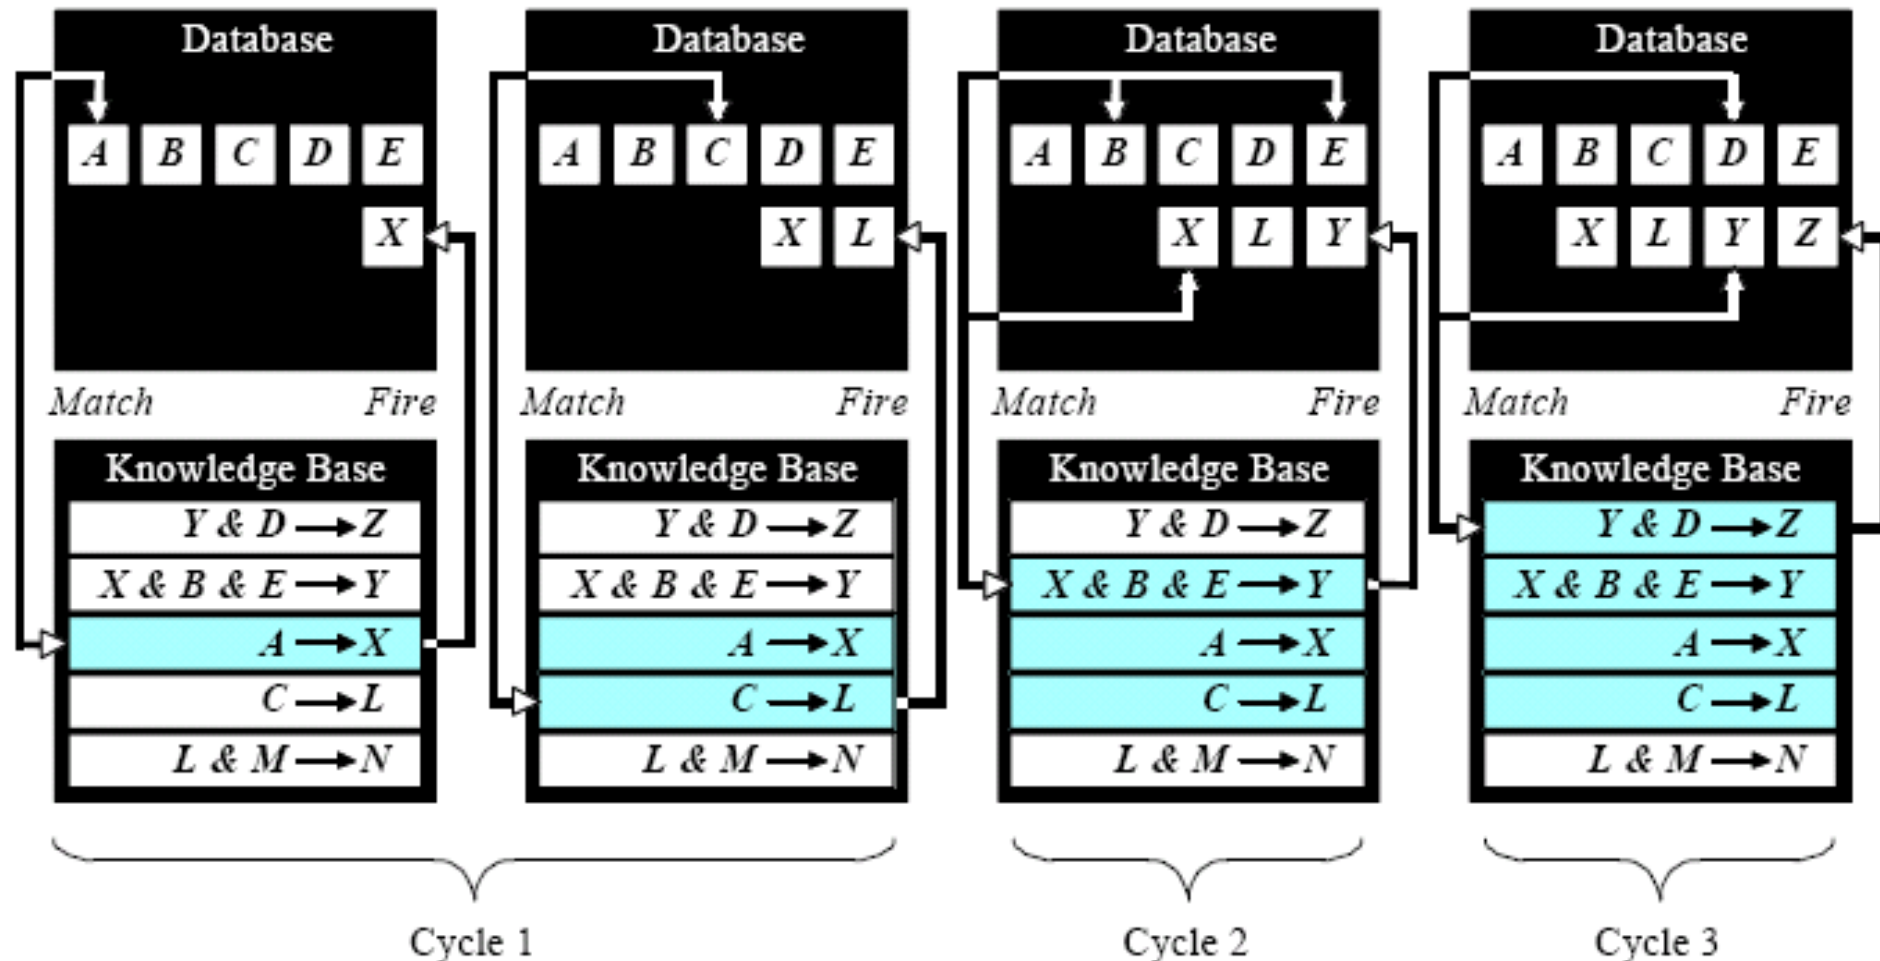 Database
A B C D E
X
Match Fire
Knowledge Base
Y & D → Z
X & B & E → Y
A → X
C → L
L & M → N
Database
A B C D E
X L
Match Fire
Knowledge Base
Y & D → Z
X & B & E → Y
A → X
C → L
L & M → N
Cycle 1
Database
A B C D E
X L Y
Match Fire
Knowledge Base
Y & D → Z
X & B & E → Y
A → X
C → L
L & M → N
Cycle 2
Database
A B C D E
X L Y Z
Match Fire
Knowledge Base
Y & D → Z
X & B & E → Y
A → X
C → L
L & M → N
Cycle 3